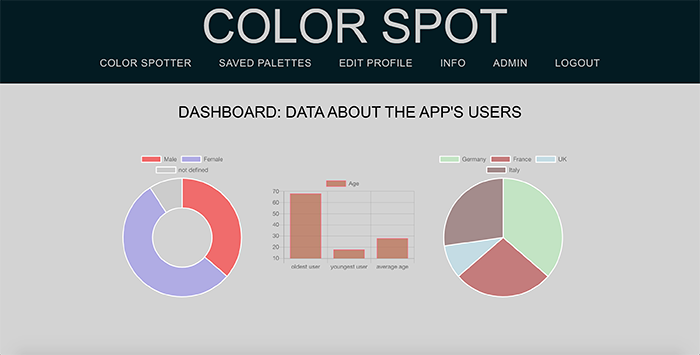 COLOR SPOT
COLOR SPOTTER SAVED PALETTES EDIT PROFILE INFO ADMIN LOGOUT
DASHBOARD: DATA ABOUT THE APP'S USERS
Male Female
not defined
Age
70
60
50
40
30
20
10
oldest user youngest user average age
Germany France UK
Italy